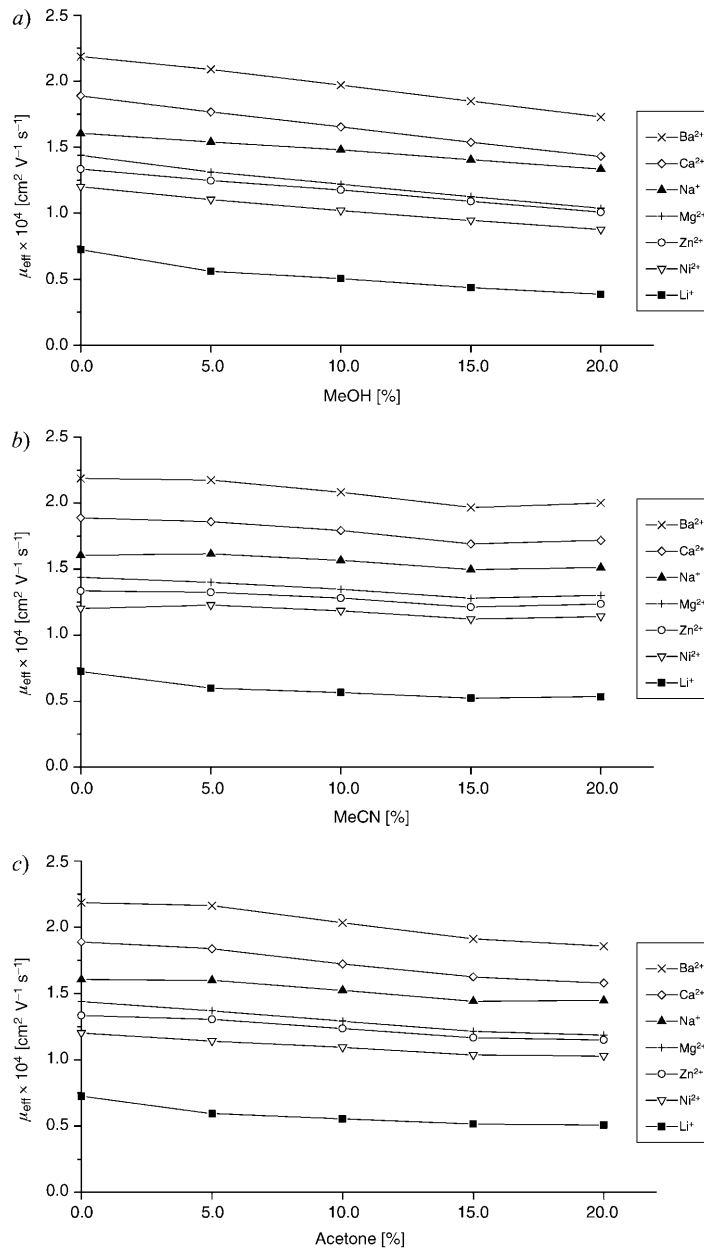 a)
2.5
2.0
1.5
1.0
0.5
0.0
μeff × 10⁴ [cm² V⁻¹ s⁻¹]
0.0 5.0 10.0 15.0 20.0
MeOH [%]
Ba²⁺
Ca²⁺
Na⁺
Mg²⁺
Zn²⁺
Ni²⁺
Li⁺
b)
2.5
2.0
1.5
1.0
0.5
0.0
μeff × 10⁴ [cm² V⁻¹ s⁻¹]
0.0 5.0 10.0 15.0 20.0
MeCN [%]
Ba²⁺
Ca²⁺
Na⁺
Mg²⁺
Zn²⁺
Ni²⁺
Li⁺
c)
2.5
2.0
1.5
1.0
0.5
0.0
μeff × 10⁴ [cm² V⁻¹ s⁻¹]
0.0 5.0 10.0 15.0 20.0
Acetone [%]
Ba²⁺
Ca²⁺
Na⁺
Mg²⁺
Zn²⁺
Ni²⁺
Li⁺